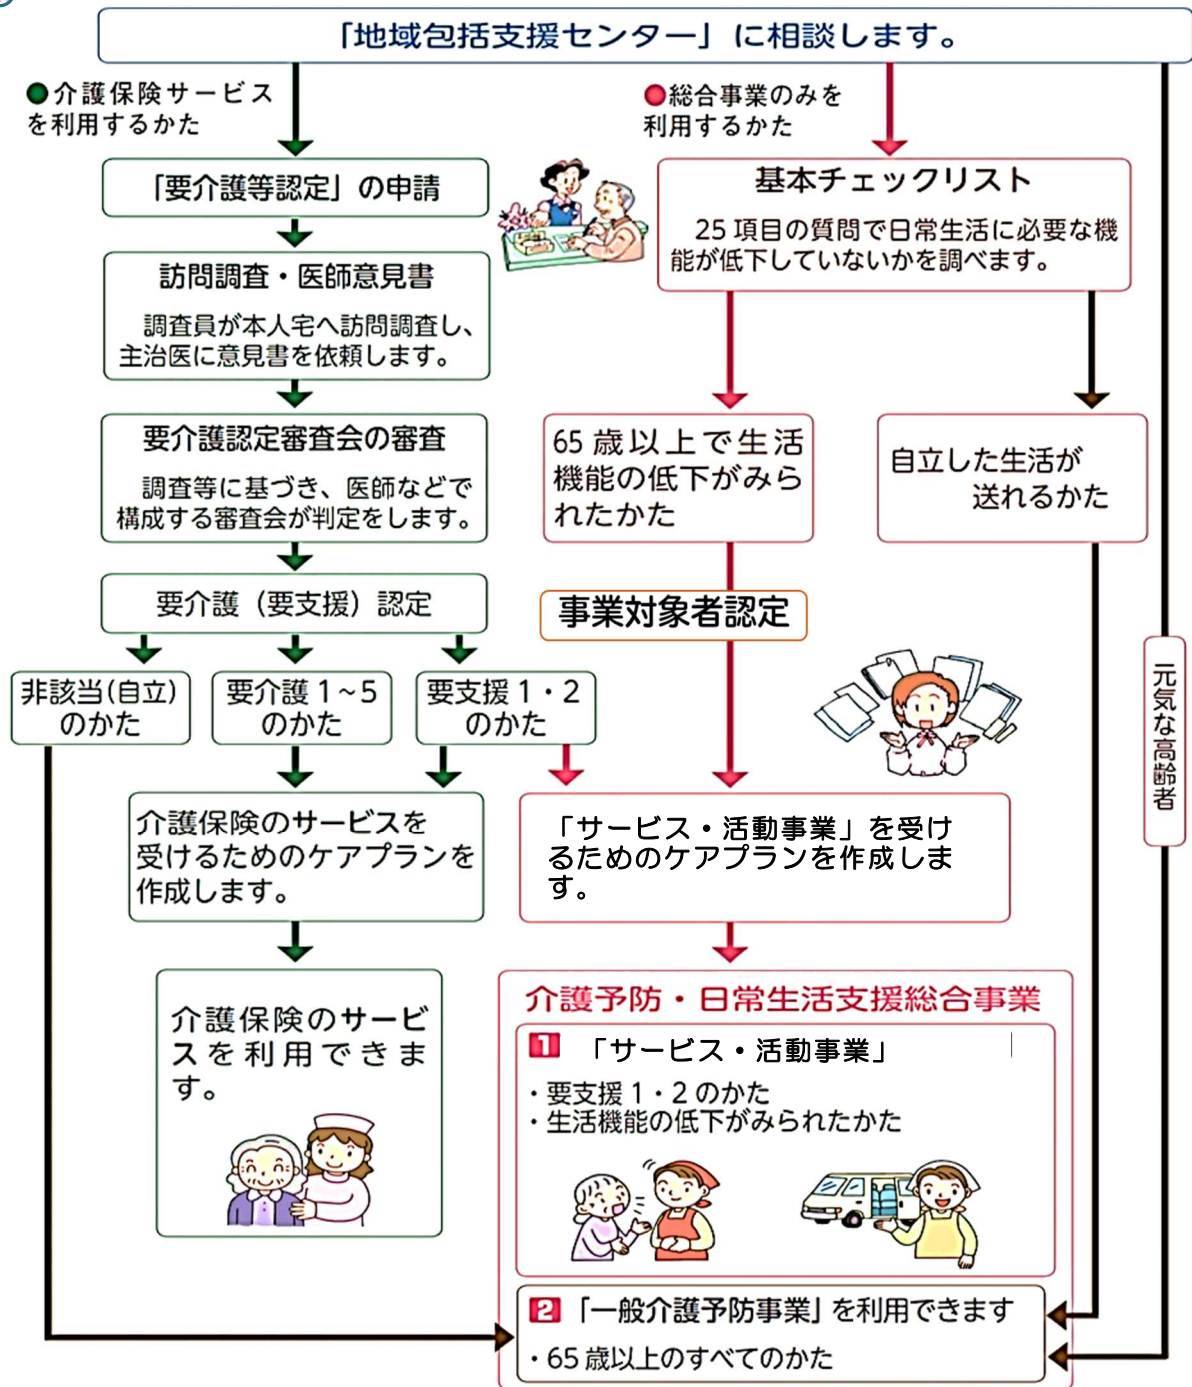 「地域包括支援センター」に相談します。
●介護保険サービス
を利用するかた
●総合事業のみを
利用するかた
「要介護等認定」の申請
基本チェックリスト
25 項目の質問で日常生活に必要な機
能が低下していないかを調べます。
訪問調査・医師意見書
調査員が本人宅へ訪問調査し、
主治医に意見書を依頼します。
要介護認定審査会の審査
調査等に基づき、医師などで
構成する審査会が判定をします。
65 歳以上で生活
機能の低下がみら
れたかた
自立した生活が
送れるかた
要介護（要支援）認定
事業対象者認定
非該当(自立)
のかた
要介護 1～5
のかた
要支援 1・2
のかた
元気な高齢者
介護保険のサービスを
受けるためのケアプランを
作成します。
「サービス・活動事業」を受け
るためのケアプランを作成しま
す。
介護保険のサービ
スを利用できま
す。
介護予防・日常生活支援総合事業
1 「サービス・活動事業」
・要支援 1・2 のかた
・生活機能の低下がみられたかた
2 「一般介護予防事業」を利用できます
・65 歳以上のすべてのかた